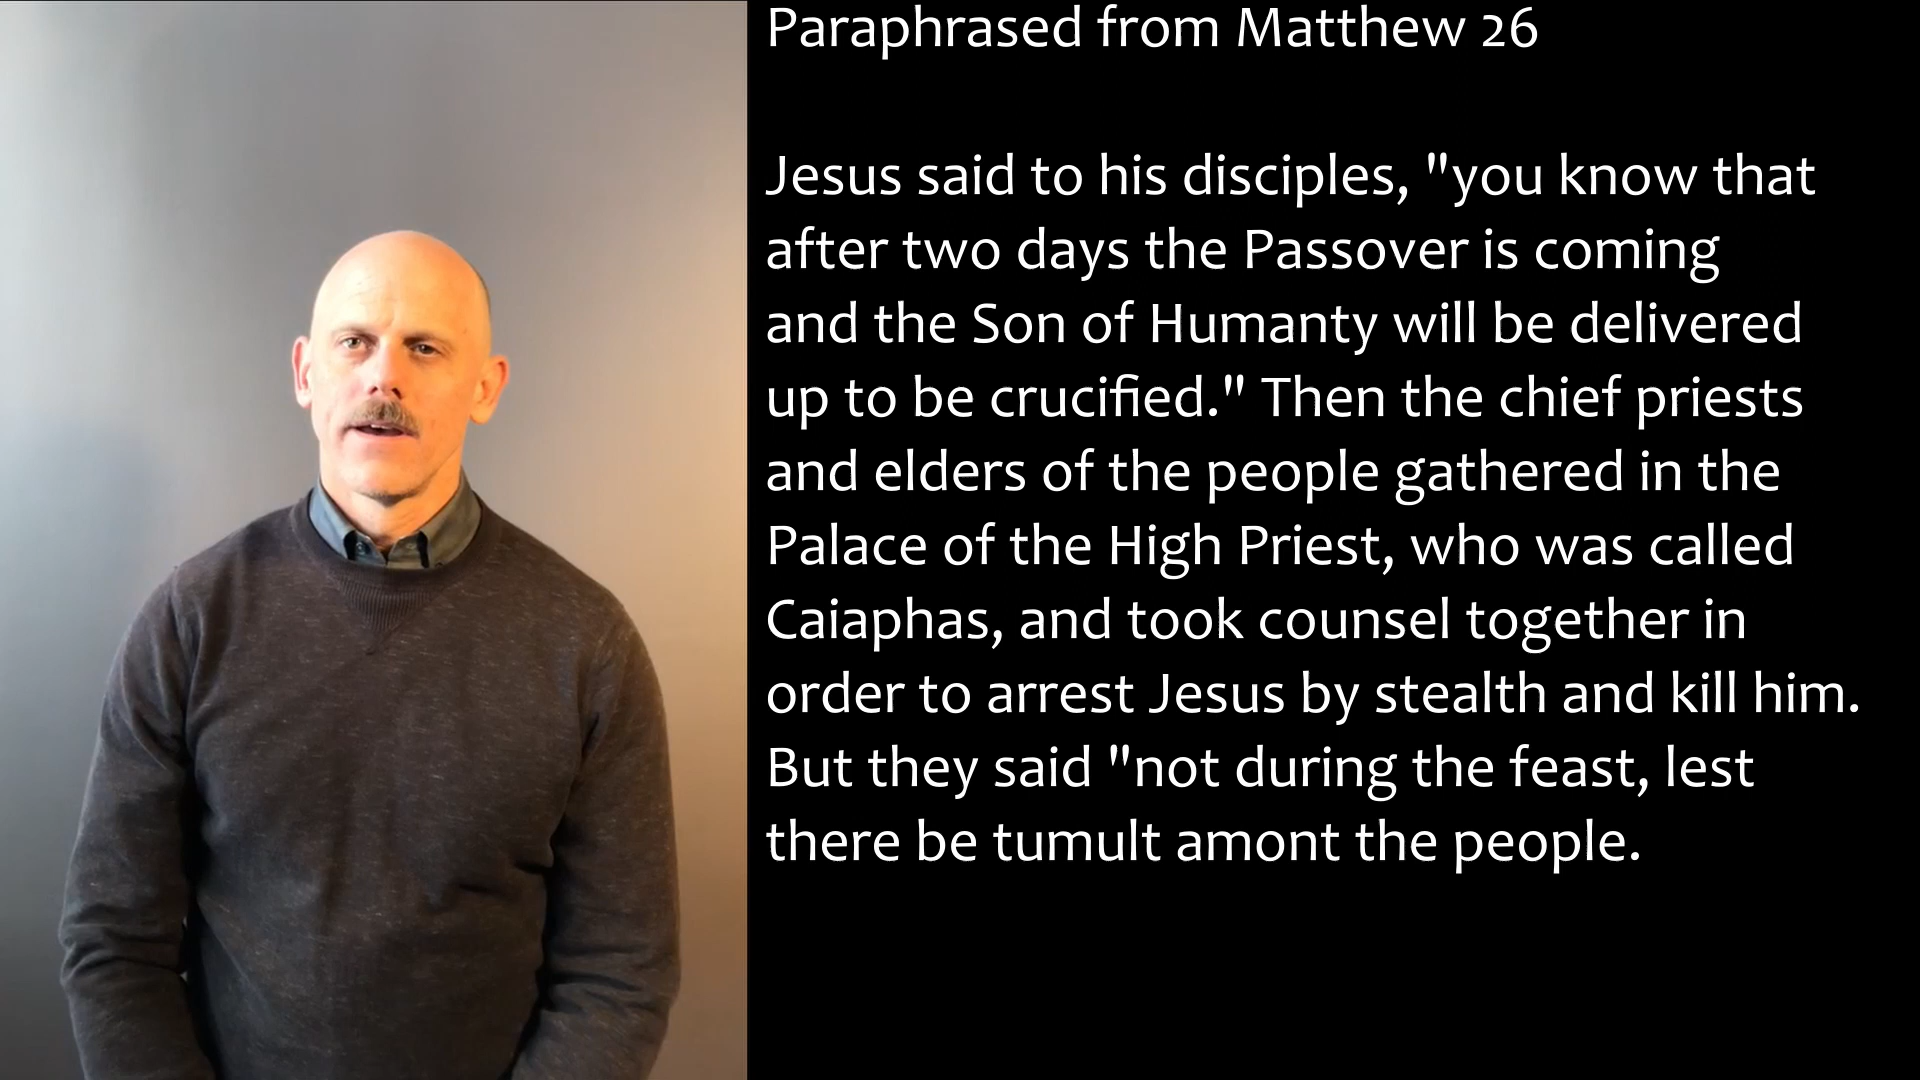 Paraphrased from Matthew 26
Jesus said to his disciples, "you know that
after two days the Passover is coming
and the Son of Humanty will be delivered
up to be crucified." Then the chief priests
and elders of the people gathered in the
Palace of the High Priest, who was called
Caiaphas, and took counsel together in
order to arrest Jesus by stealth and kill him.
But they said "not during the feast, lest
there be tumult amont the people.